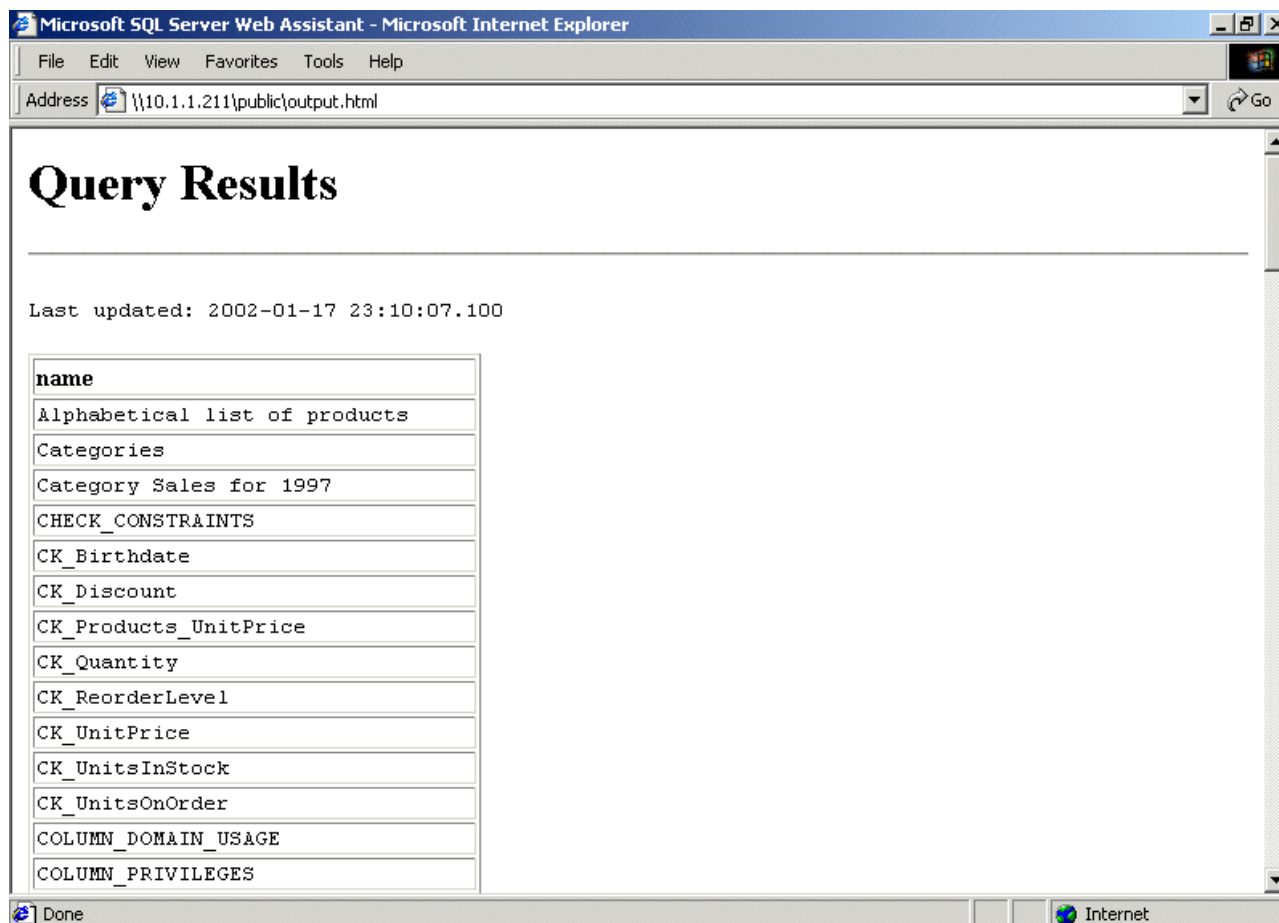 Microsoft SQL Server Web Assistant - Microsoft Internet Explorer
File Edit View Favorites Tools Help
Address \\10.1.1.211\public\output.html Go
Query Results
Last updated: 2002-01-17 23:10:07.100
name
Alphabetical list of products
Categories
Category Sales for 1997
CHECK_CONSTRAINTS
CK_Birthdate
CK_Discount
CK_Products_UnitPrice
CK_Quantity
CK_ReorderLevel
CK_UnitPrice
CK_UnitsInStock
CK_UnitsOnOrder
COLUMN_DOMAIN_USAGE
COLUMN_PRIVILEGES
Done Internet